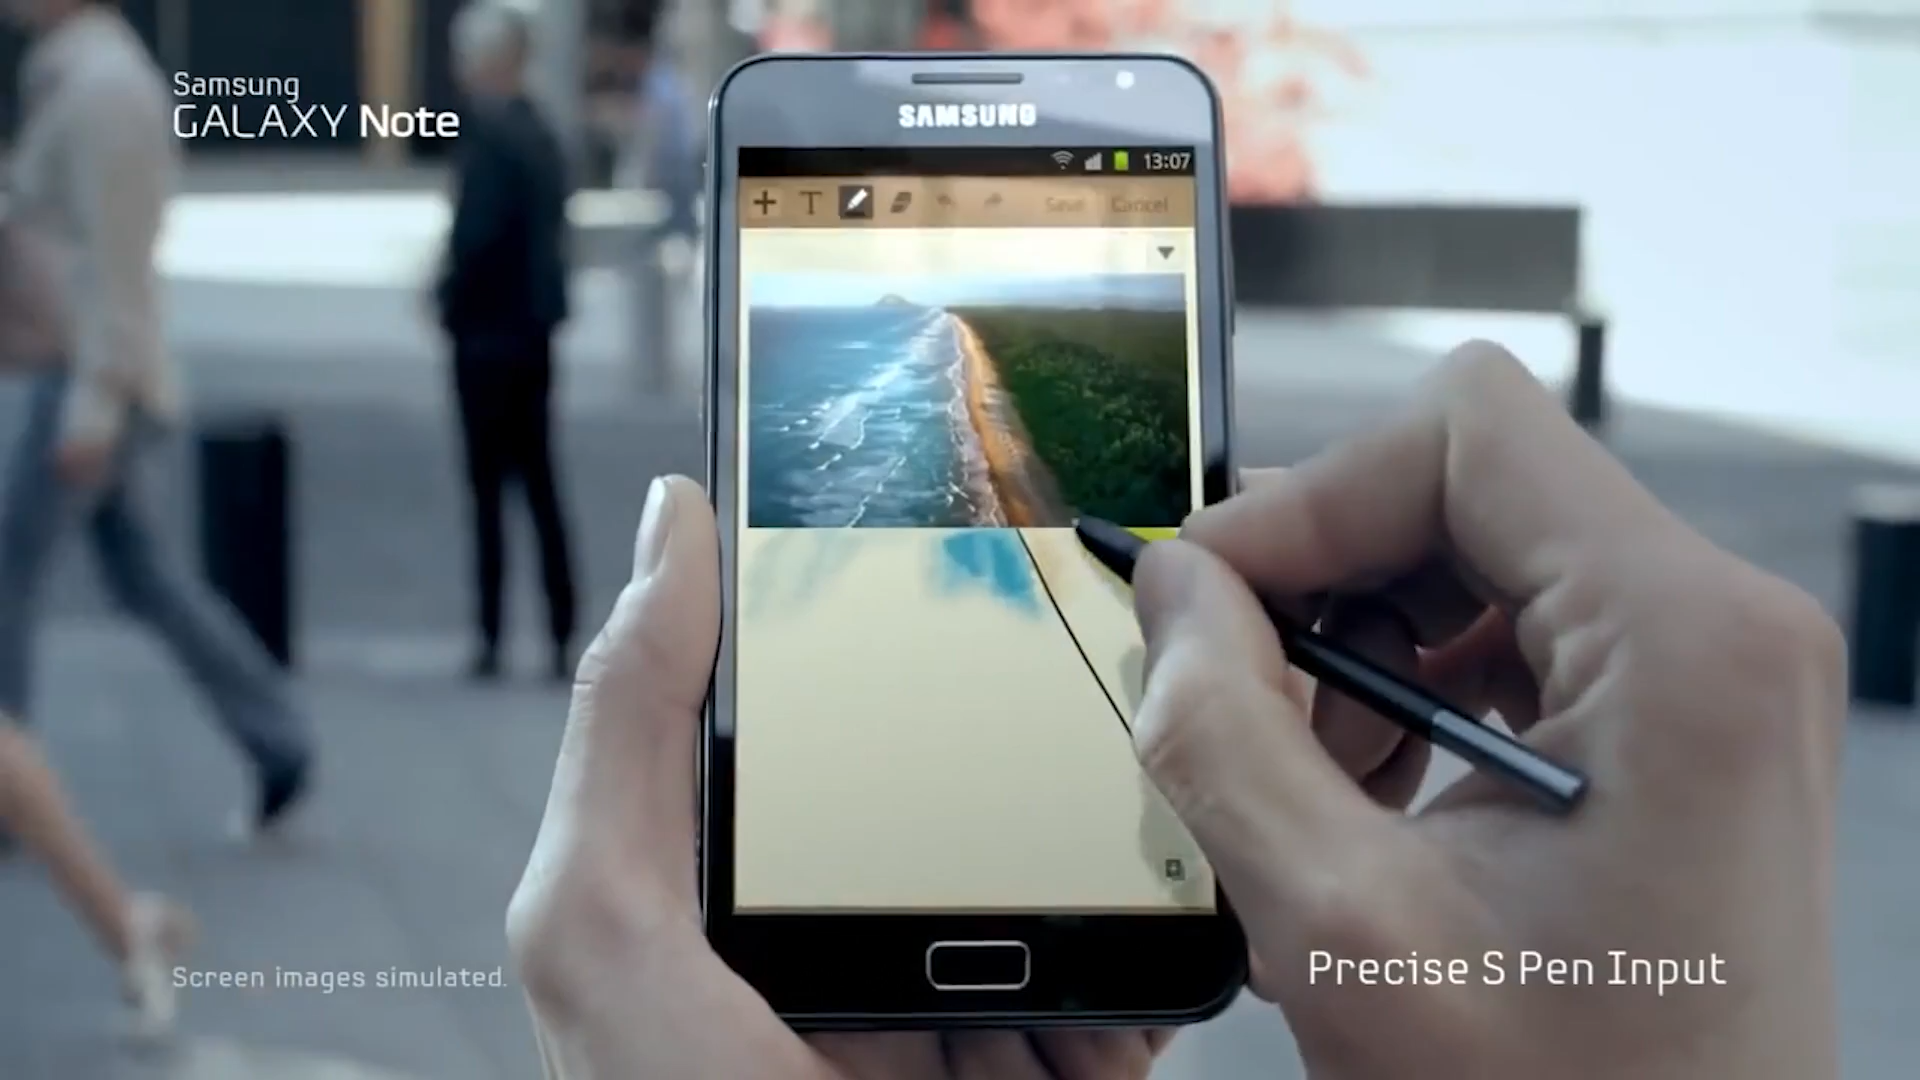 Samsung
GALAXY Note
SAMSUNG
13:07
T
Save Cancel
Screen images simulated.
Precise S Pen Input